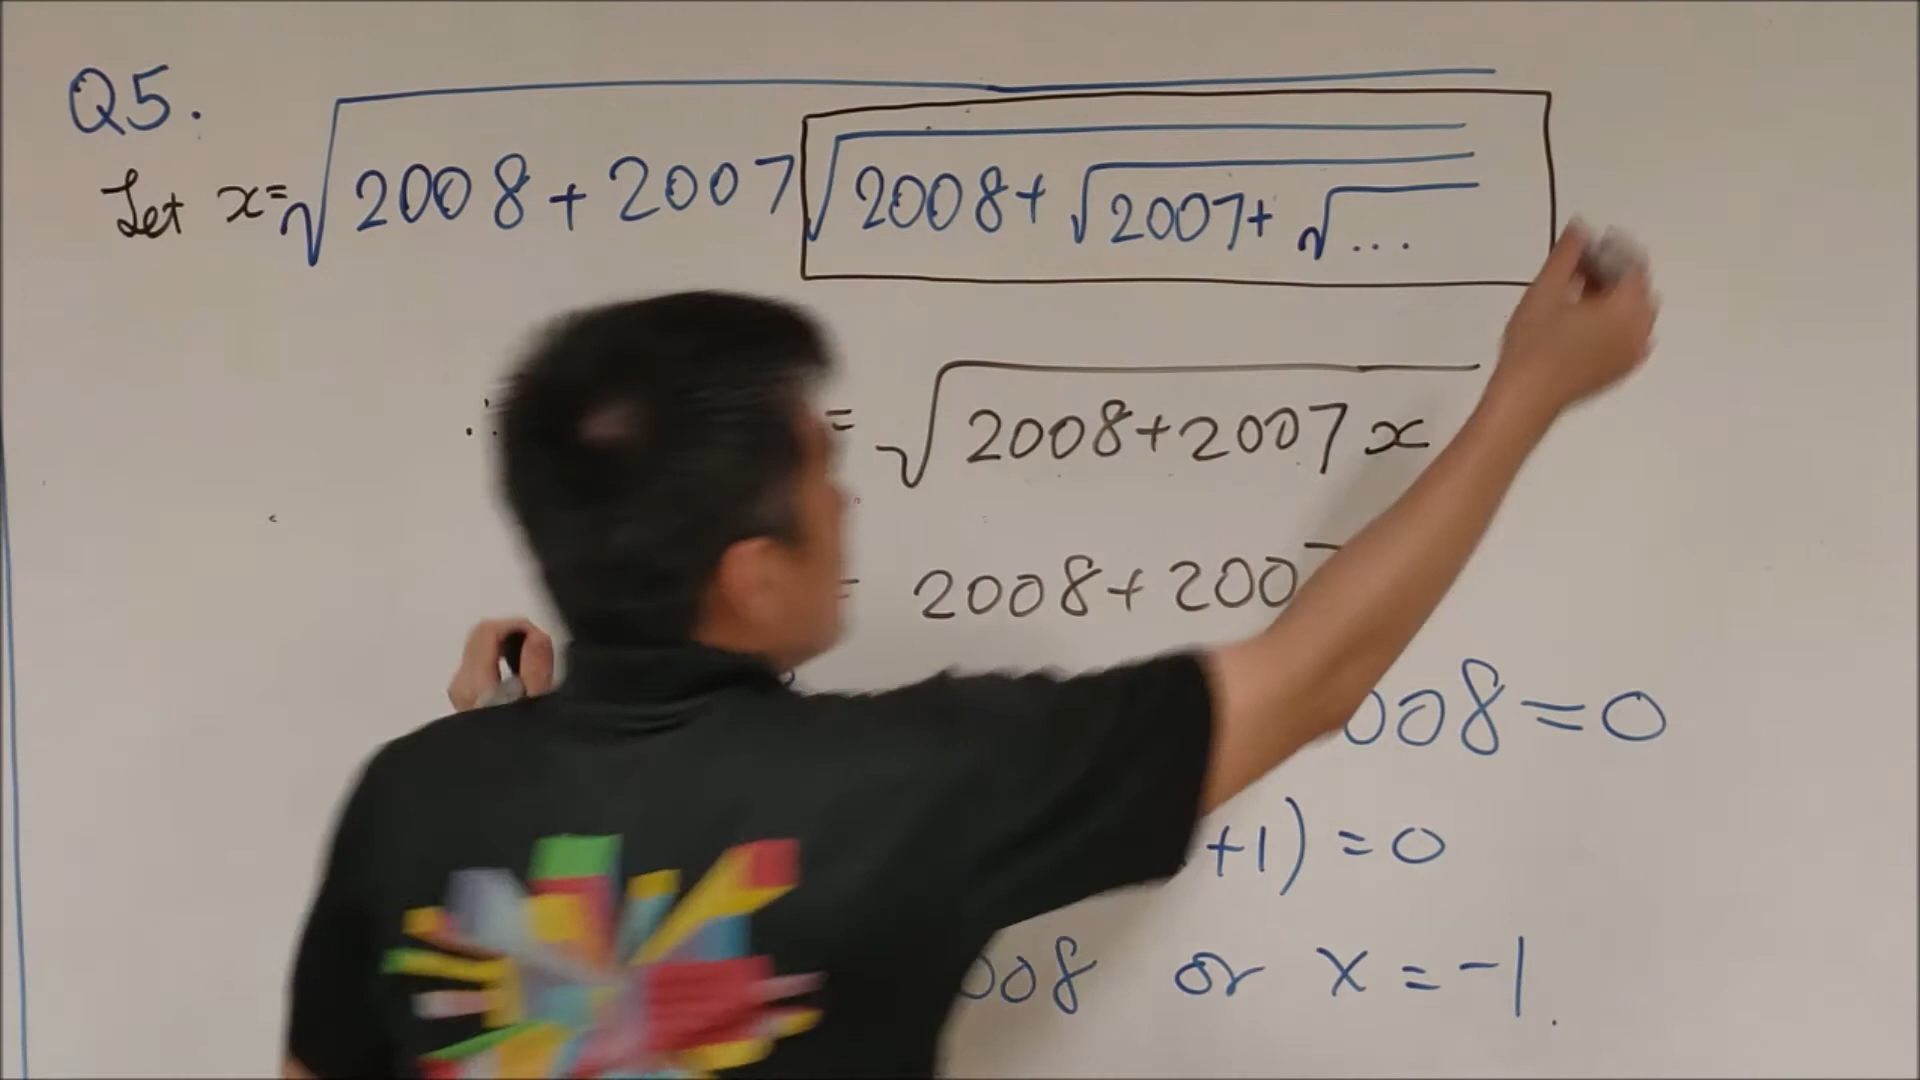 Q5.
Let x = √2008 + 2007 √2008 + √2007 + √...
∴ = √2008 + 2007x
= 2008 + 2007
008 = 0
+1) = 0
008 or x = -1.